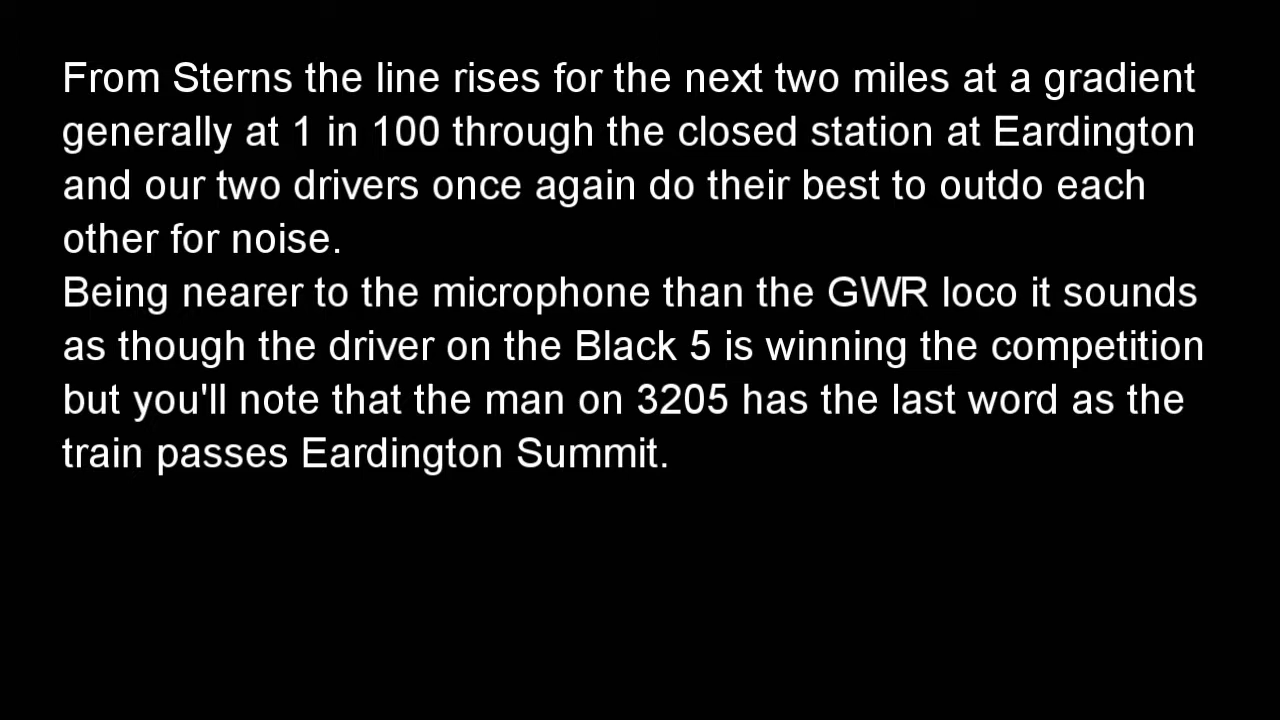 From Sterns the line rises for the next two miles at a gradient
generally at 1 in 100 through the closed station at Eardington
and our two drivers once again do their best to outdo each
other for noise.
Being nearer to the microphone than the GWR loco it sounds
as though the driver on the Black 5 is winning the competition
but you'll note that the man on 3205 has the last word as the
train passes Eardington Summit.